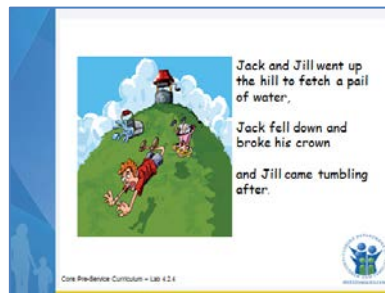 Jack and Jill went up
the hill to fetch a pail
of water,
Jack fell down and
broke his crown
and Jill came tumbling
after.
Core Pre-Service Curriculum – Lab 4.2.4